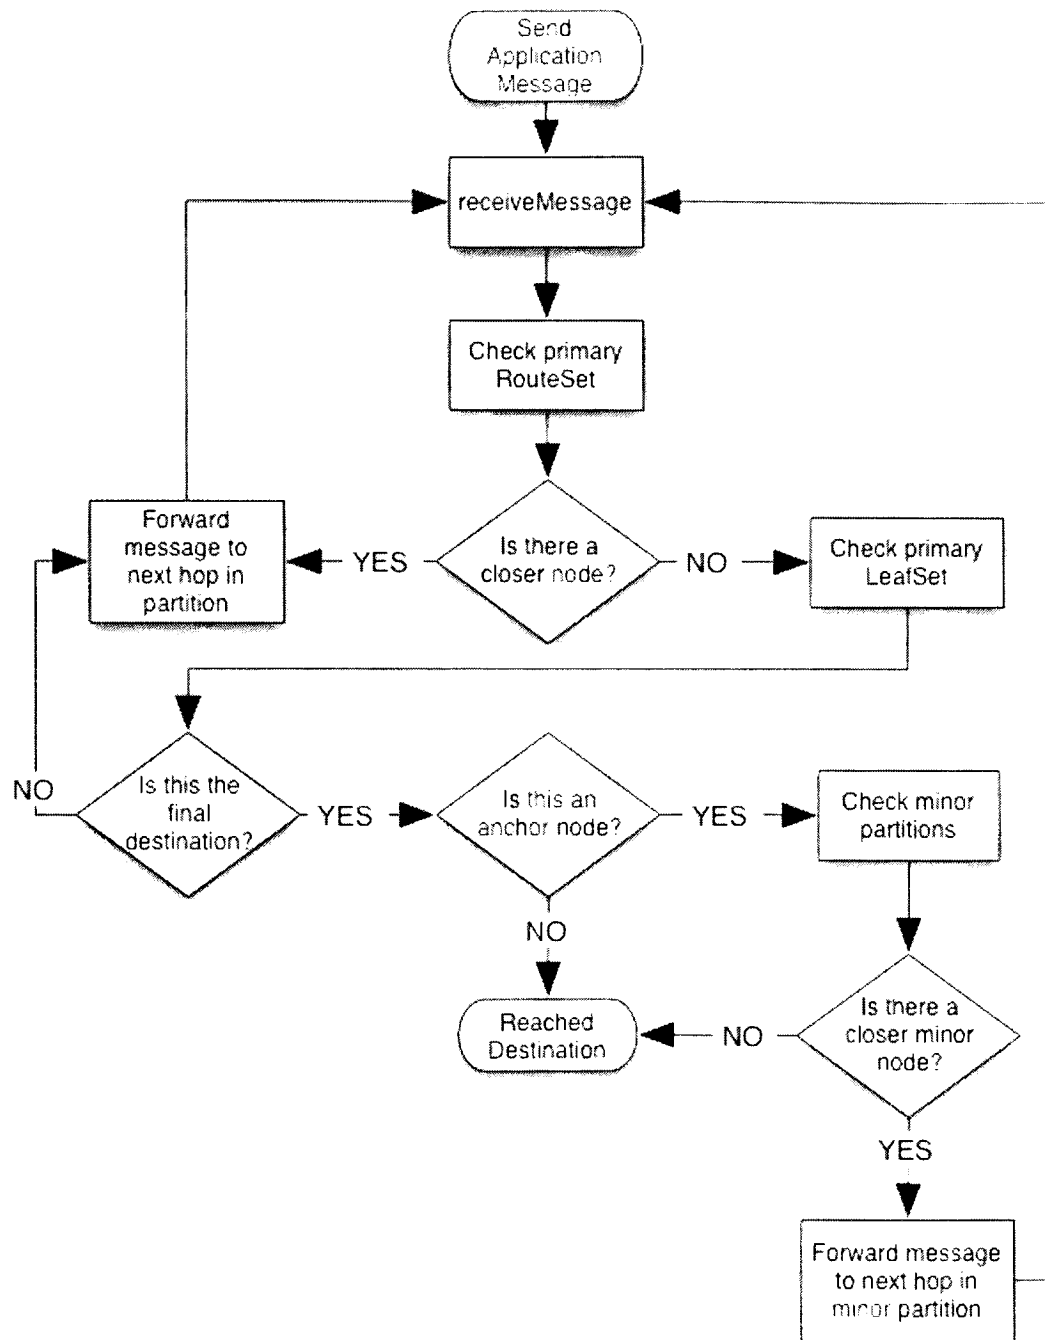 Send
Application
Message
receiveMessage
Check primary
RouteSet
Forward
message to
next hop in
partition
YES
Is there a
closer node?
NO
Check primary
LeafSet
NO
Is this the
final
destination?
YES
Is this an
anchor node?
YES
Check minor
partitions
NO
Reached
Destination
NO
Is there a
closer minor
node?
YES
Forward message
to next hop in
minor partition